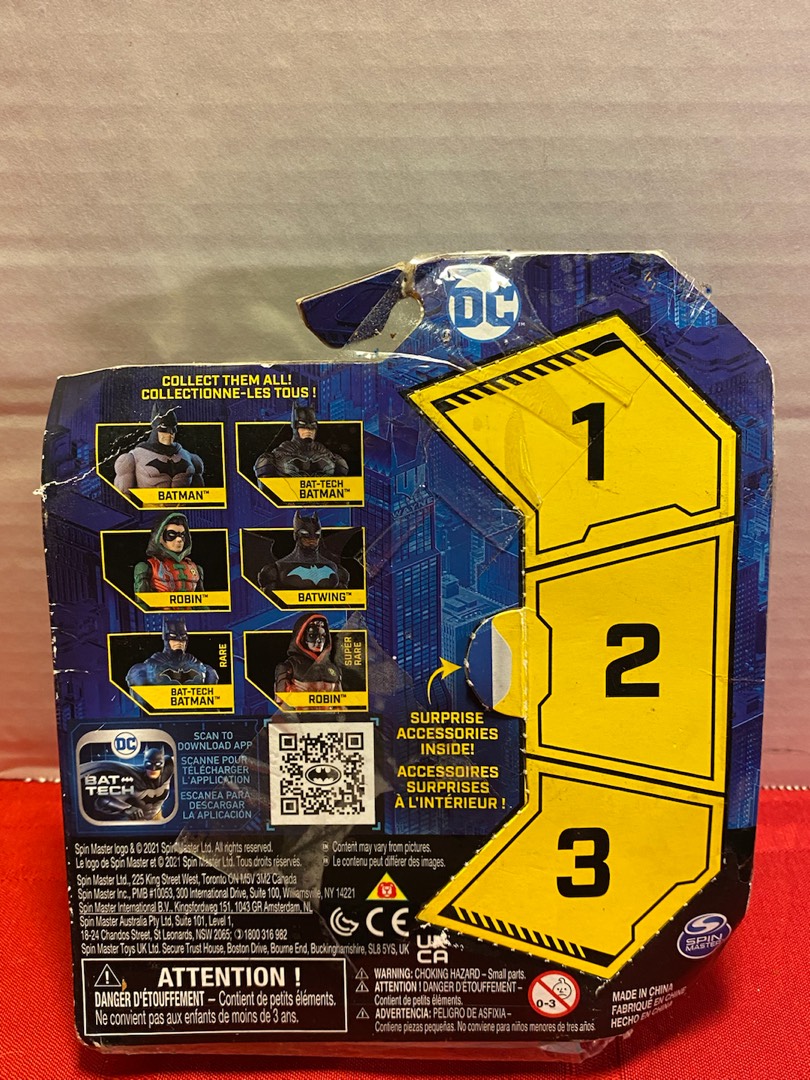 DC
COLLECT THEM ALL!
COLLECTIONNE-LES TOUS !
BATMAN™
BAT-TECH
BATMAN™
ROBIN™
BATWING™
RARE
BAT-TECH
BATMAN™
SUPER
RARE
ROBIN™
1
2
3
SURPRISE
ACCESSORIES
INSIDE!
ACCESSOIRES
SURPRISES
À L'INTÉRIEUR !
DC
BAT
TECH
SCAN TO
DOWNLOAD APP
SCANNE POUR
TÉLÉCHARGER
L'APPLICATION
ESCANEA PARA
DESCARGAR
LA APLICACIÓN
Spin Master logo & © 2021 Spin Master Ltd. All rights reserved.
Le logo de Spin Master et © 2021 Spin Master Ltd. Tous droits réservés.
Content may vary from pictures.
Le contenu peut différer des images.
Spin Master Ltd., 225 King Street West, Toronto ON M5V 3M2 Canada
Spin Master Inc., PMB #10053, 300 International Drive, Suite 100, Williamsville, NY 14221
Spin Master International B.V., Kingsfordweg 151, 1043 GR Amsterdam, NL
Spin Master Australia Pty Ltd, Suite 101, Level 1,
18-24 Chandos Street, St Leonards, NSW 2065; 1800 316 982
Spin Master Toys UK Ltd. Secure Trust House, Boston Drive, Bourne End, Buckinghamshire, SL8 5YS, UK
CE
UK
CA
SPIN
MASTER
ATTENTION !
DANGER D'ÉTOUFFEMENT – Contient de petits éléments.
Ne convient pas aux enfants de moins de 3 ans.
WARNING: CHOKING HAZARD – Small parts.
ATTENTION ! DANGER D'ÉTOUFFEMENT –
Contient de petits éléments.
ADVERTENCIA: PELIGRO DE ASFIXIA –
Contiene piezas pequeñas. No conviene para niños menores de tres años.
0-3
MADE IN CHINA
FABRIQUÉ EN CHINE
HECHO EN CHINA